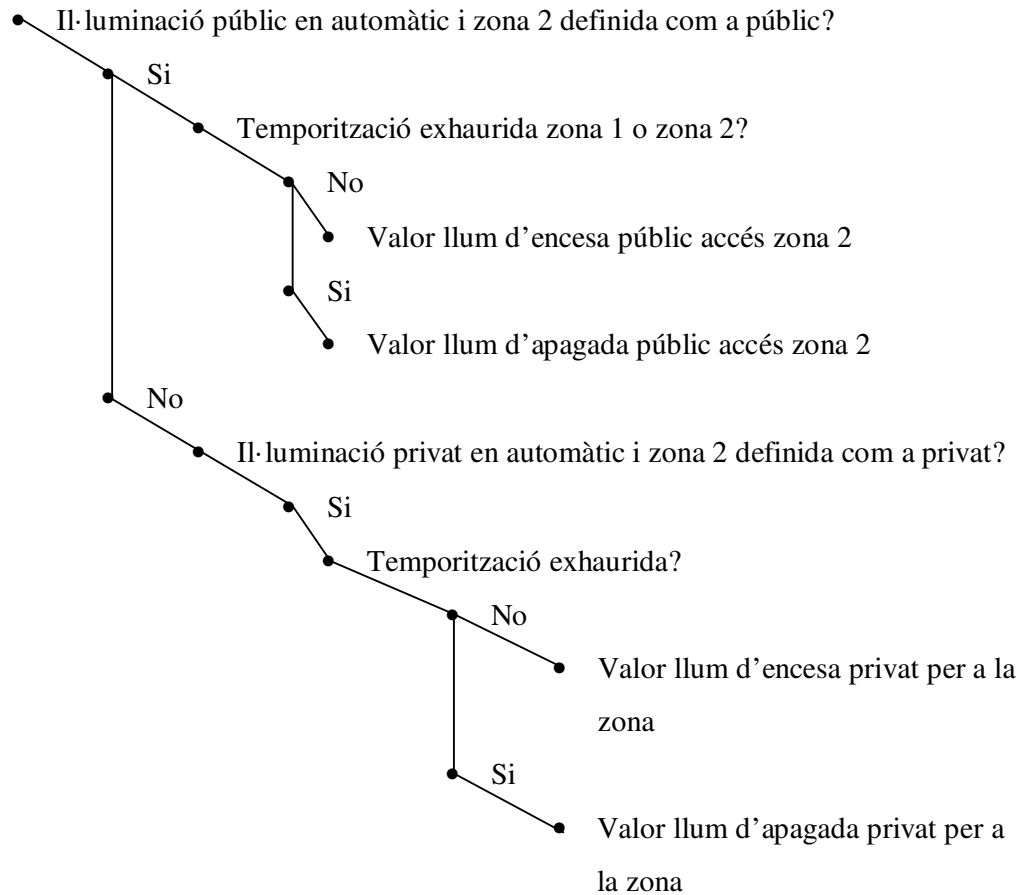 Il·luminació públic en automàtic i zona 2 definida com a públic?
Si
Temporització exhaurida zona 1 o zona 2?
No
Valor llum d’encesa públic accés zona 2
Si
Valor llum d’apagada públic accés zona 2
No
Il·luminació privat en automàtic i zona 2 definida com a privat?
Si
Temporització exhaurida?
No
Valor llum d’encesa privat per a la
zona
Si
Valor llum d’apagada privat per a
la zona